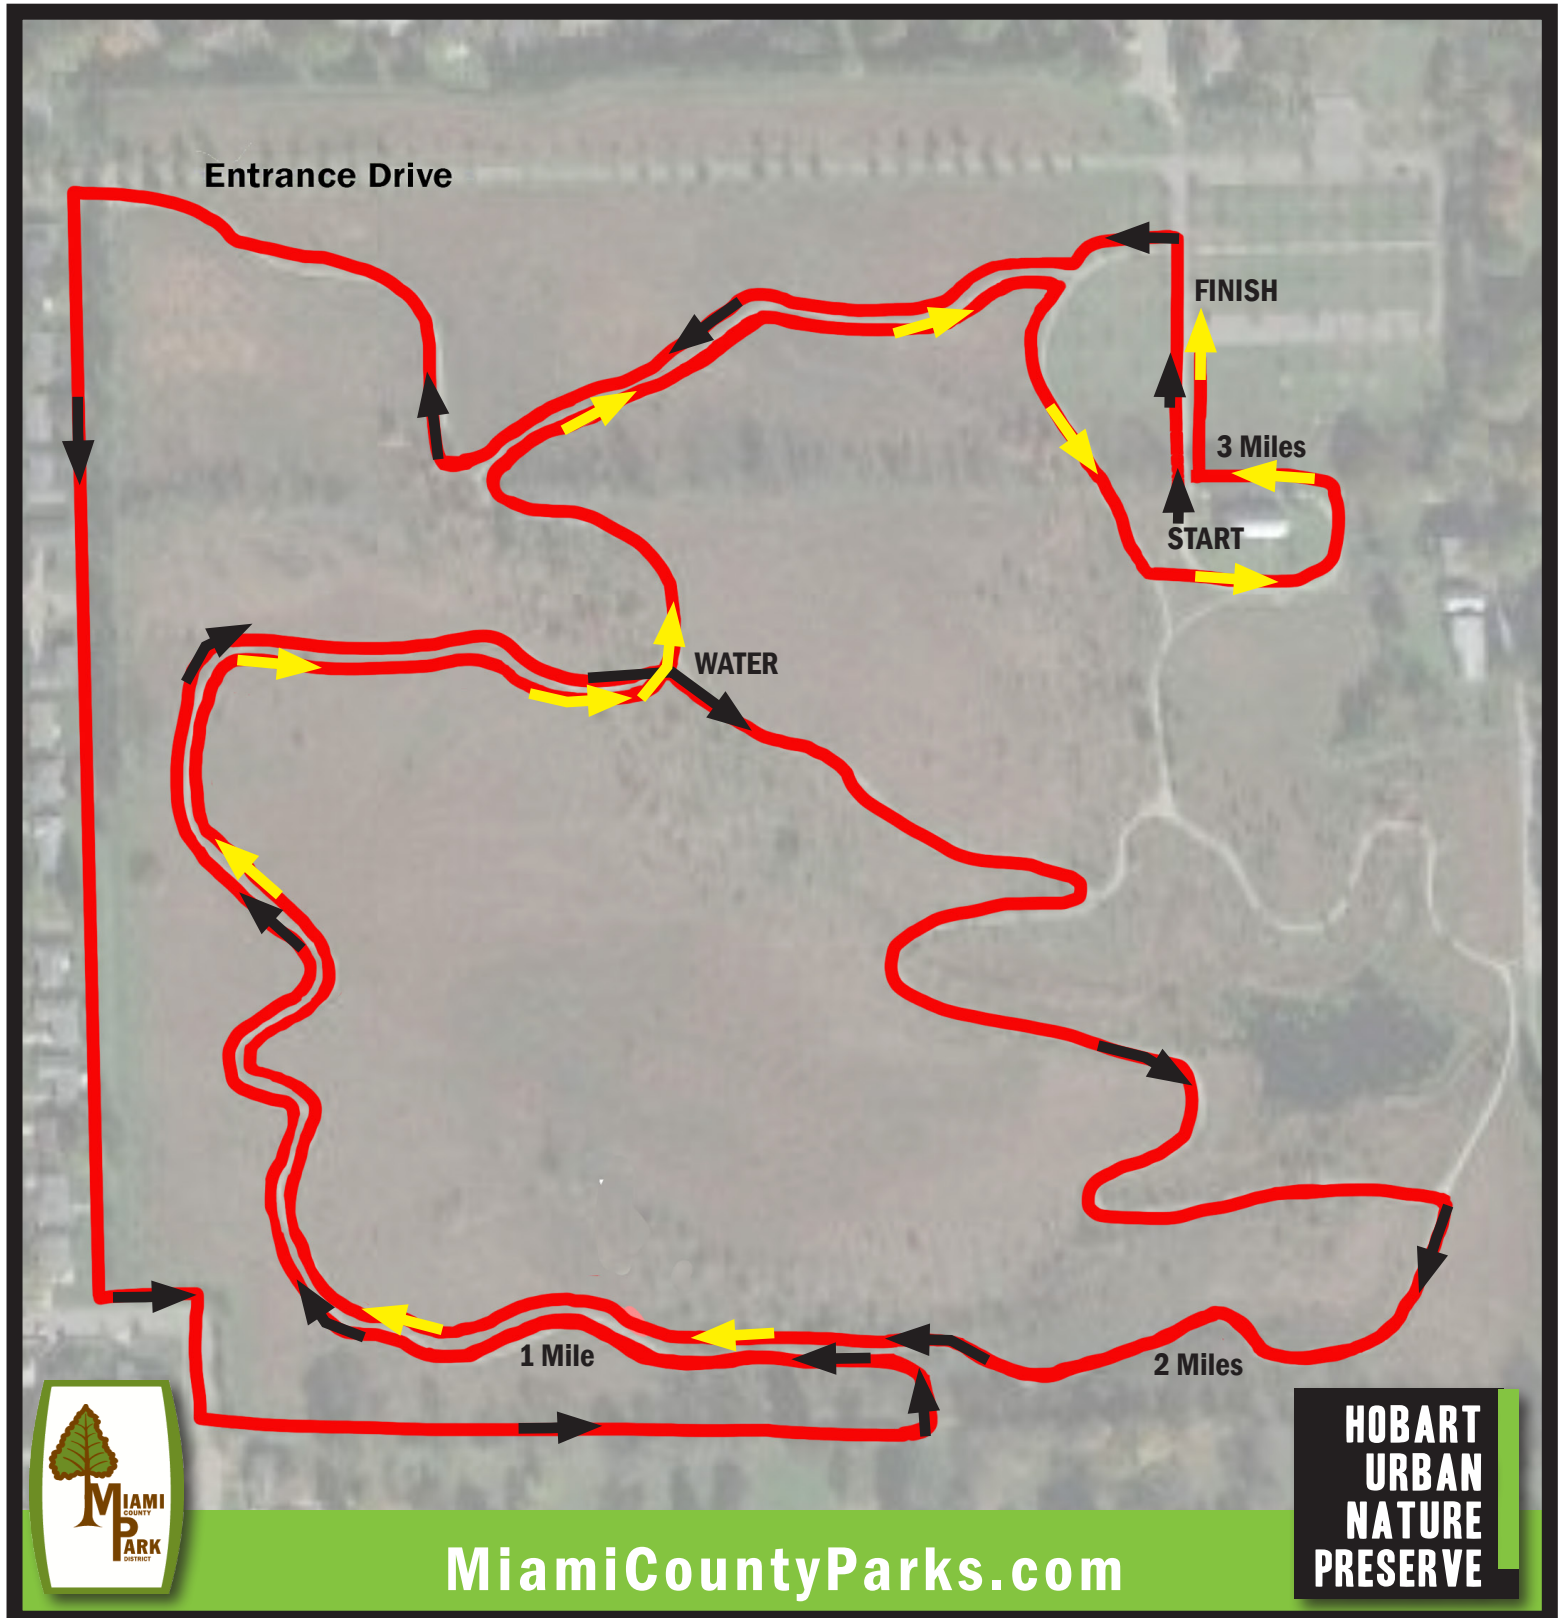 Entrance Drive
FINISH
3 Miles
START
WATER
1 Mile
2 Miles
HOBART
URBAN
NATURE
PRESERVE
MIAMI
COUNTY
PARK
DISTRICT
MiamiCountyParks.com